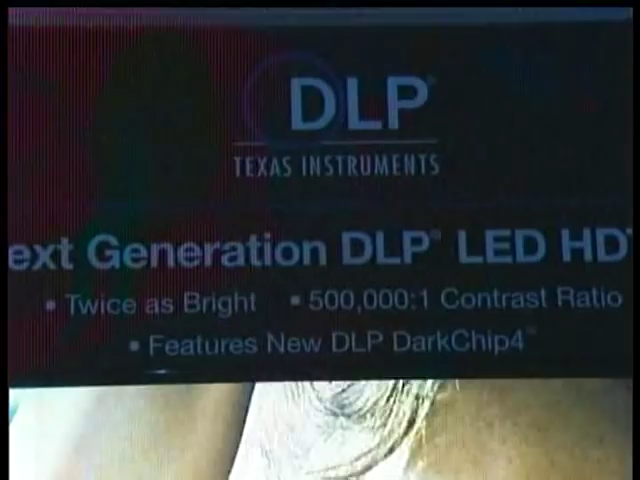 DLP®
TEXAS INSTRUMENTS
ext Generation DLP® LED HD
• Twice as Bright • 500,000:1 Contrast Ratio
• Features New DLP DarkChip4™